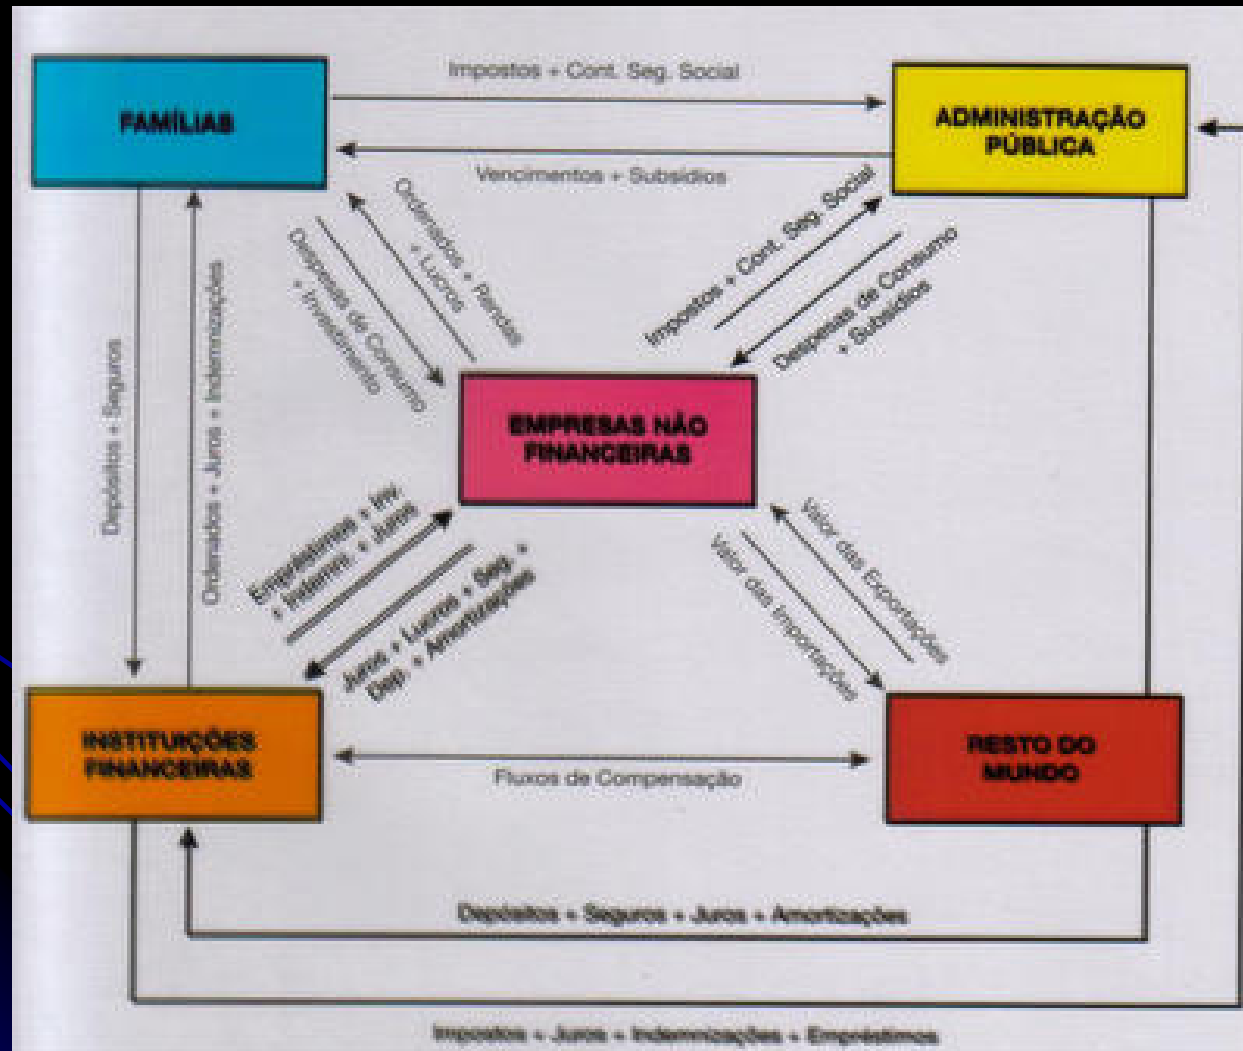 Impostos + Cont. Seg. Social
FAMÍLIAS
ADMINISTRAÇÃO
PÚBLICA
Vencimentos + Subsídios
Ordenados + Rendas
+ Lucros
Despesas de Consumo
+ Investimento
Impostos + Cont. Seg. Social
Despesas de Consumo
+ Subsídios
Depósitos + Seguros
Ordenados + Juros + Indemnizações
EMPRESAS NÃO
FINANCEIRAS
Empréstimos + Inv.
+ Indemni. + Juros
Juros + Lucros + Seg. +
Dep. + Amortizações
Valor das Exportações
Valor das Importações
INSTITUIÇÕES
FINANCEIRAS
RESTO DO
MUNDO
Fluxos de Compensação
Depósitos + Seguros + Juros + Amortizações
Impostos + Juros + Indemnizações + Empréstimos